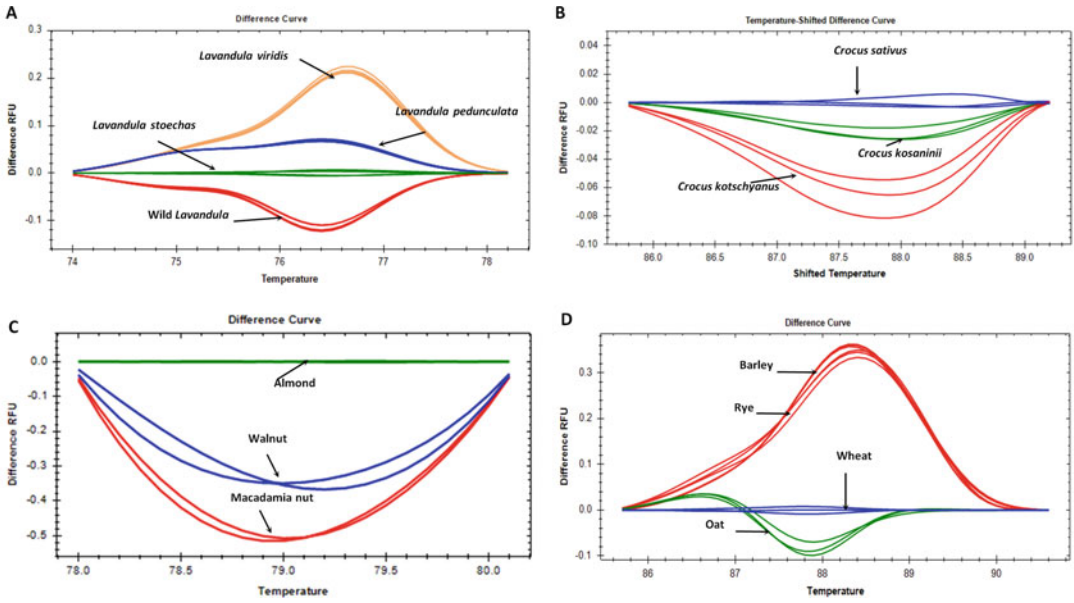 A
Difference Curve
Difference RFU
0.3
0.2
0.1
0.0
-0.1
Lavandula viridis
Lavandula pedunculata
Lavandula stoechas
Wild Lavandula
74
75
76
77
78
Temperature
B
Temperature-Shifted Difference Curve
Difference RFU
0.04
0.02
0.00
-0.02
-0.04
-0.06
-0.08
-0.10
Crocus sativus
Crocus kosaninii
Crocus kotschyanus
86.0
86.5
87.0
87.5
88.0
88.5
89.0
Shifted Temperature
C
Difference Curve
Difference RFU
0.0
-0.1
-0.2
-0.3
-0.4
-0.5
Almond
Walnut
Macadamia nut
78.0
78.5
79.0
79.5
80.0
Temperature
D
Difference Curve
Difference RFU
0.3
0.2
0.1
0.0
-0.1
Barley
Rye
Wheat
Oat
86
87
88
89
90
Temperature